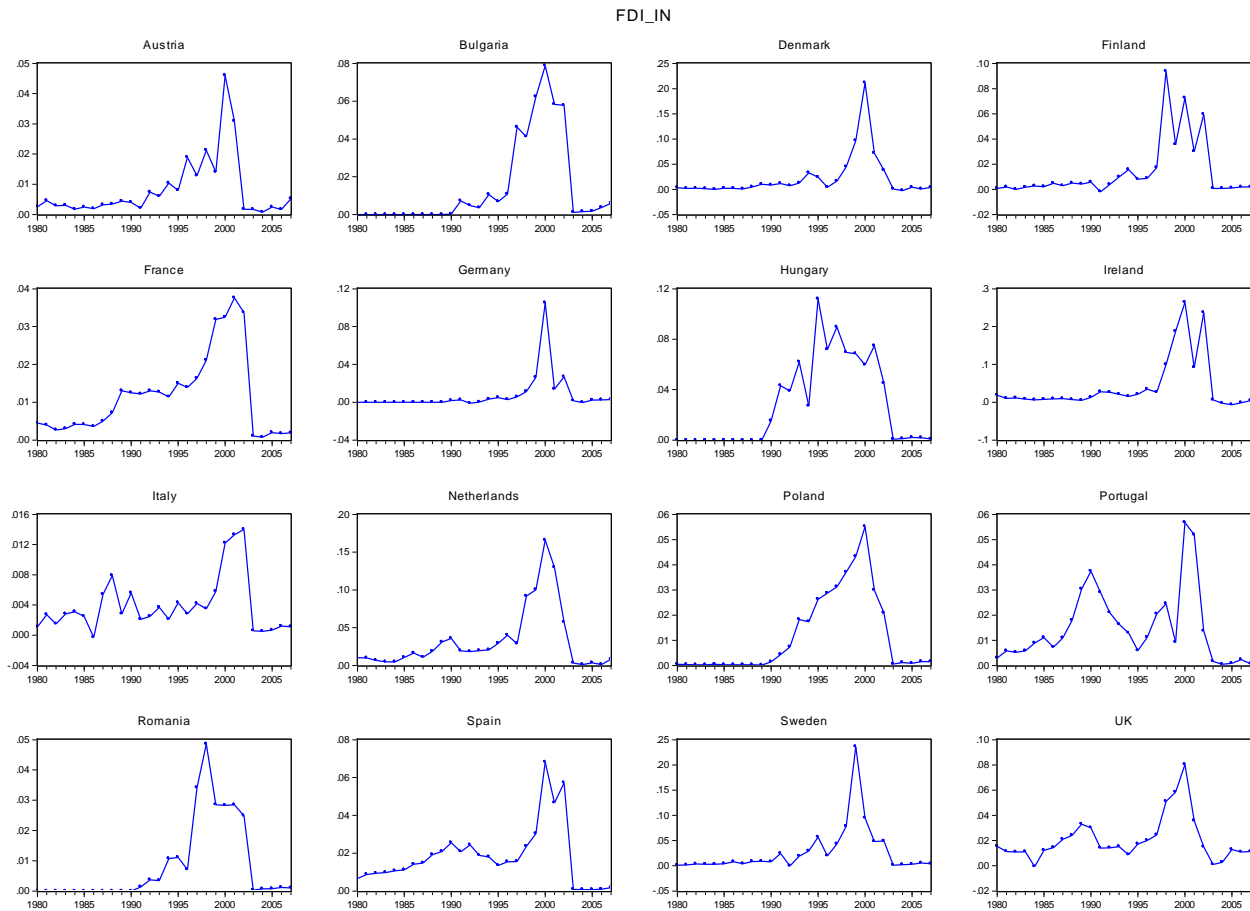 FDI_IN
Austria
.05
.04
.03
.02
.01
.00
1980 1985 1990 1995 2000 2005
Bulgaria
.08
.06
.04
.02
.00
1980 1985 1990 1995 2000 2005
Denmark
.25
.20
.15
.10
.05
.00
-.05
1980 1985 1990 1995 2000 2005
Finland
.10
.08
.06
.04
.02
.00
-.02
1980 1985 1990 1995 2000 2005
France
.04
.03
.02
.01
.00
1980 1985 1990 1995 2000 2005
Germany
.12
.08
.04
.00
-.04
1980 1985 1990 1995 2000 2005
Hungary
.12
.08
.04
.00
1980 1985 1990 1995 2000 2005
Ireland
.3
.2
.1
.0
-.1
1980 1985 1990 1995 2000 2005
Italy
.016
.012
.008
.004
.000
-.004
1980 1985 1990 1995 2000 2005
Netherlands
.20
.15
.10
.05
.00
1980 1985 1990 1995 2000 2005
Poland
.06
.05
.04
.03
.02
.01
.00
1980 1985 1990 1995 2000 2005
Portugal
.06
.05
.04
.03
.02
.01
.00
1980 1985 1990 1995 2000 2005
Romania
.05
.04
.03
.02
.01
.00
1980 1985 1990 1995 2000 2005
Spain
.08
.06
.04
.02
.00
1980 1985 1990 1995 2000 2005
Sweden
.25
.20
.15
.10
.05
.00
-.05
1980 1985 1990 1995 2000 2005
UK
.10
.08
.06
.04
.02
.00
-.02
1980 1985 1990 1995 2000 2005